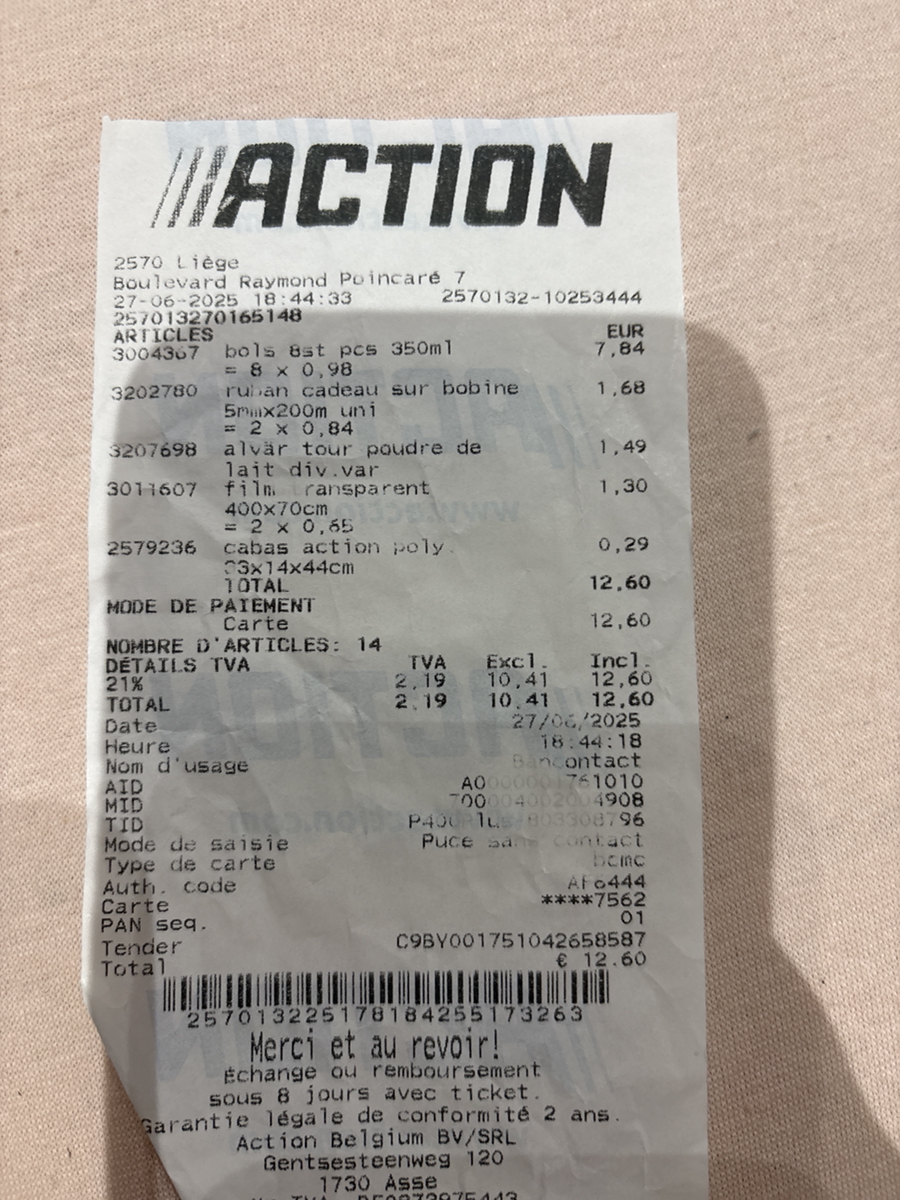 ACTION
2570 Liège
Boulevard Raymond Poincaré 7
27-06-2025 18:44:33 2570132-10253444
257013270165148
ARTICLES EUR
3004367 bols 8st pcs 350ml 7,84
= 8 x 0,98
3202780 ruban cadeau sur bobine 1,68
5mmx200m uni
= 2 x 0,84
3207698 alvär tour poudre de 1,49
lait div.var
3011607 film transparent 1,30
400x70cm
= 2 x 0,65
2579236 cabas action poly. 0,29
33x14x44cm
TOTAL 12,60
MODE DE PAIEMENT
Carte 12,60
NOMBRE D'ARTICLES: 14
DÉTAILS TVA TVA Excl. Incl.
21% 2,19 10,41 12,60
TOTAL 2,19 10,41 12,60
Date 27/06/2025
Heure 18:44:18
Nom d'usage Bancontact
AID
MID
TID
Mode de saisie Puce sans contact
Type de carte bcmc
Auth. code
Carte ****7562
PAN seq. 01
Tender C9BY001751042658587
Total € 12.60
257013225178184255173263
Merci et au revoir!
Échange ou remboursement
sous 8 jours avec ticket.
Garantie légale de conformité 2 ans.
Action Belgium BV/SRL
Gentsesteenweg 120
1730 Asse